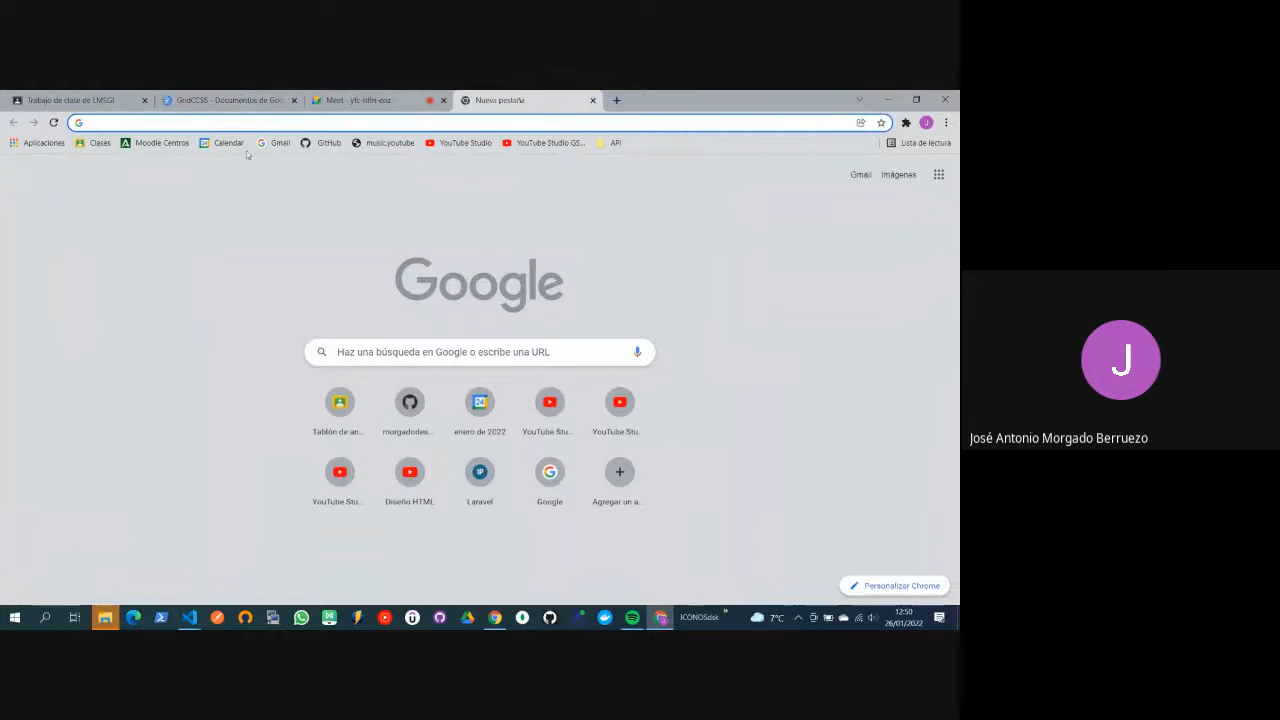 Trabajo de clase de LMSGI
GridCCSS - Documentos de Goo
Meet - yfc-nffn-eoz
Nueva pestaña
Aplicaciones
Clases
Moodle Centros
Calendar
Gmail
GitHub
music.youtube
YouTube Studio
YouTube Studio GS...
API
Lista de lectura
Gmail
Imágenes
Google
Haz una búsqueda en Google o escribe una URL
Tablón de an...
morgadodes...
enero de 2022
YouTube Stu...
YouTube Stu...
YouTube Stu...
Diseño HTML
Laravel
Google
Agregar un a...
Personalizar Chrome
ICONOSdsk
7°C
12:50
26/01/2022
J
José Antonio Morgado Berruezo